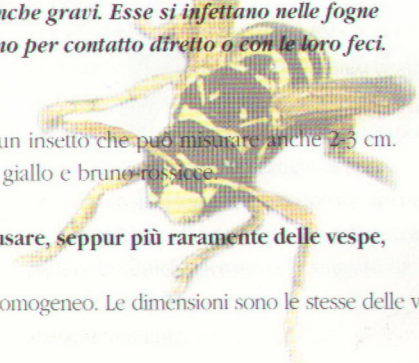 nche gravi. Esse si infettano nelle fogne
no per contatto diretto o con le loro feci.
un insetto che può misurare anche 2-3 cm.
giallo e bruno-rossicce.
usare, seppur più raramente delle vespe,
omogeneo. Le dimensioni sono le stesse delle v